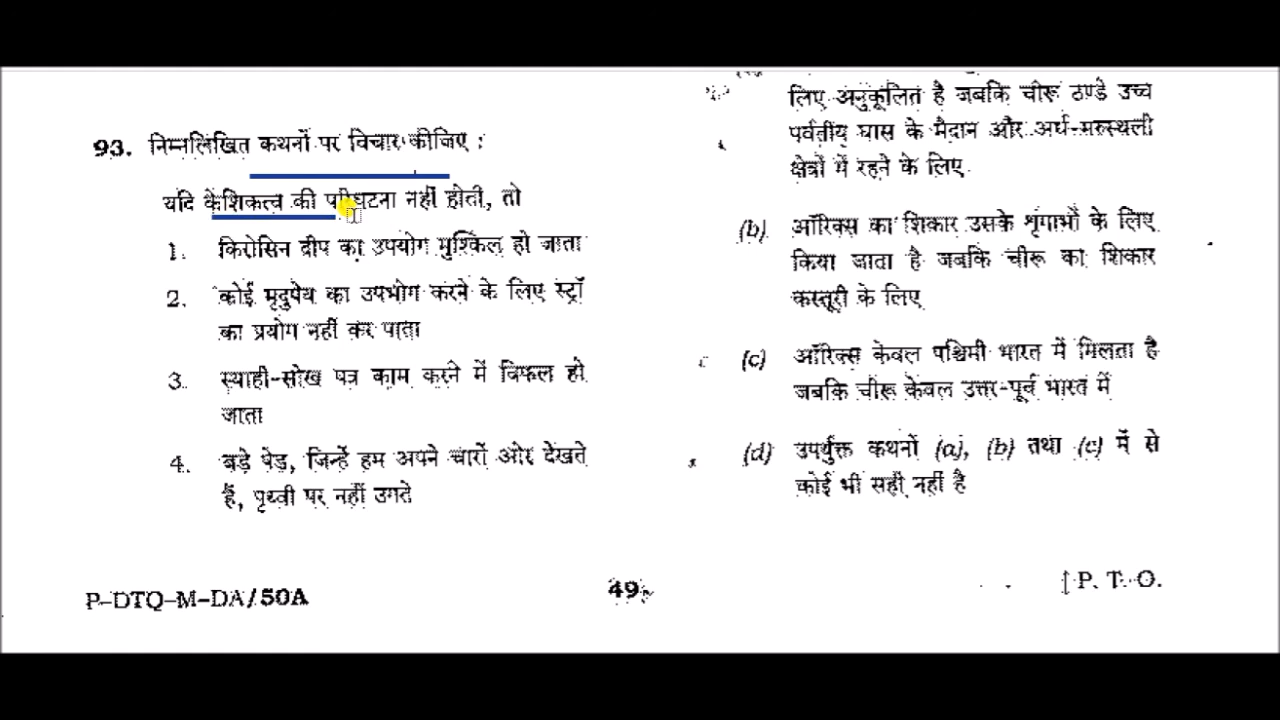 93. निम्नलिखित कथनों पर विचार कीजिए :
यदि केशिकत्व की परिघटना नहीं होती, तो
1. किरोसिन दीप का उपयोग मुश्किल हो जाता
2. कोई मृदुपेय का उपभोग करने के लिए स्ट्रॉ
का प्रयोग नहीं कर पाता
3. स्याही-सोख पत्र काम करने में विफल हो
जाता
4. बड़े पेड़, जिन्हें हम अपने चारों ओर देखते
हैं, पृथ्वी पर नहीं उगते
P-DTQ-M-DA/50A
लिए अनुकूलित है जबकि चीरू ठण्डे उच्च
पर्वतीय घास के मैदान और अर्ध-मरुस्थली
क्षेत्रों में रहने के लिए
(b) ऑरिक्स का शिकार उसके शृंगाभों के लिए
किया जाता है जबकि चीरू का शिकार
कस्तूरी के लिए
(c) ऑरिक्स केवल पश्चिमी भारत में मिलता है
जबकि चीरू केवल उत्तर-पूर्व भारत में
(d) उपर्युक्त कथनों (a), (b) तथा (c) में से
कोई भी सही नहीं है
49
[P. T. O.